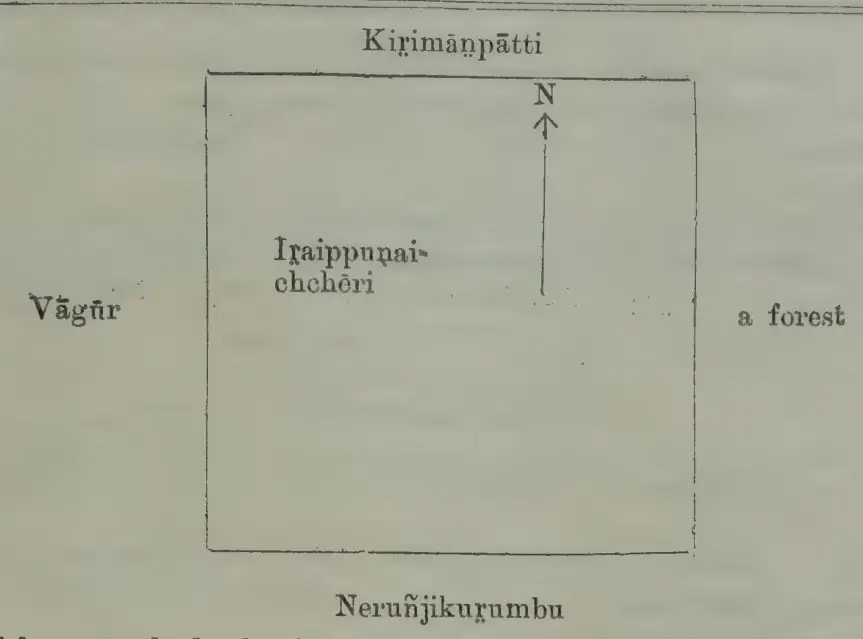 Kiṟimāṉpātti
N
Iṟaippuṉai-
chchēri
Vāgūr
a forest
Neruñjikuṟumbu